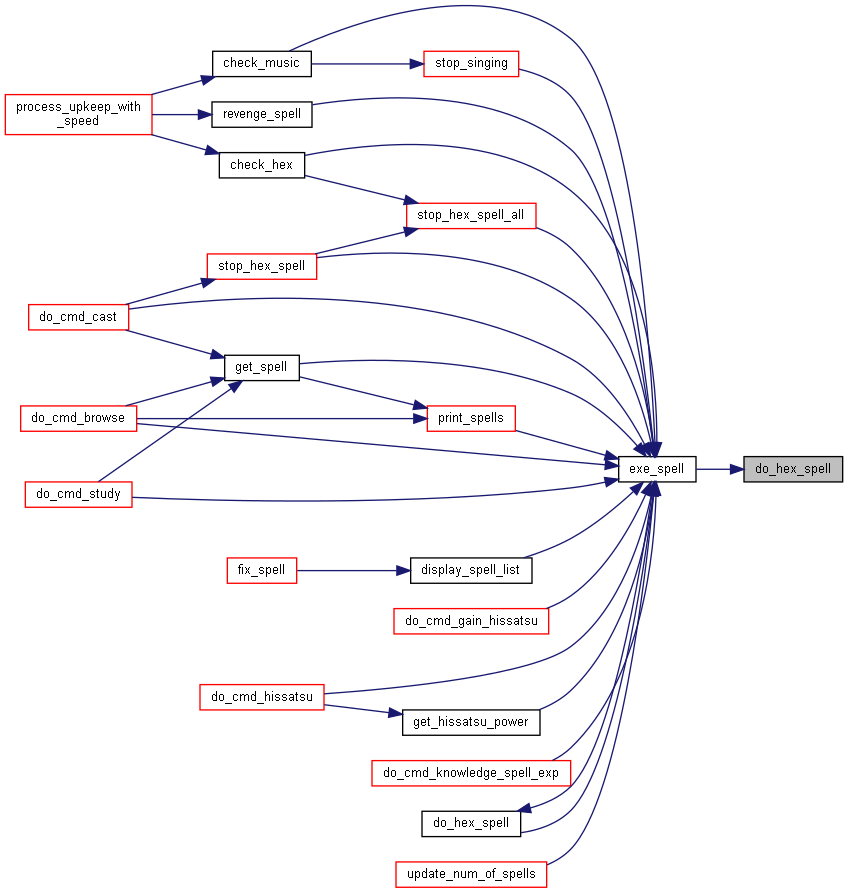 check_music
stop_singing
process_upkeep_with
_speed
revenge_spell
check_hex
stop_hex_spell_all
stop_hex_spell
do_cmd_cast
get_spell
do_cmd_browse
print_spells
exe_spell
do_hex_spell
do_cmd_study
fix_spell
display_spell_list
do_cmd_gain_hissatsu
do_cmd_hissatsu
get_hissatsu_power
do_cmd_knowledge_spell_exp
do_hex_spell
update_num_of_spells